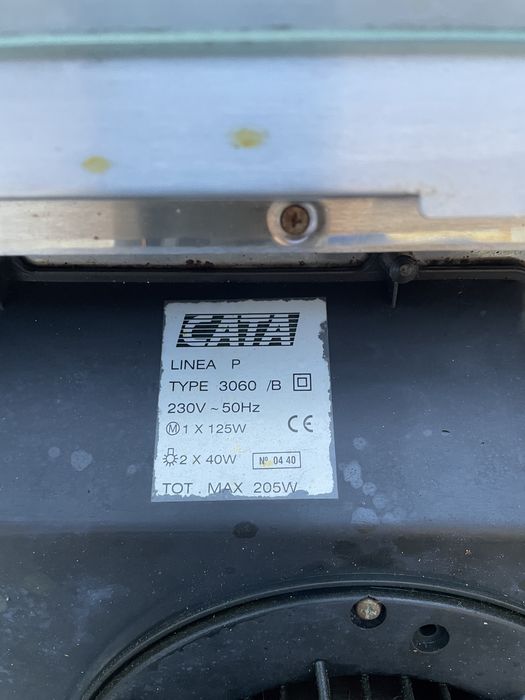 CATA
LINEA P
TYPE 3060 /B
230V ~ 50Hz
M 1 X 125W CE
2 X 40W Nº 04 40
TOT. MAX 205W